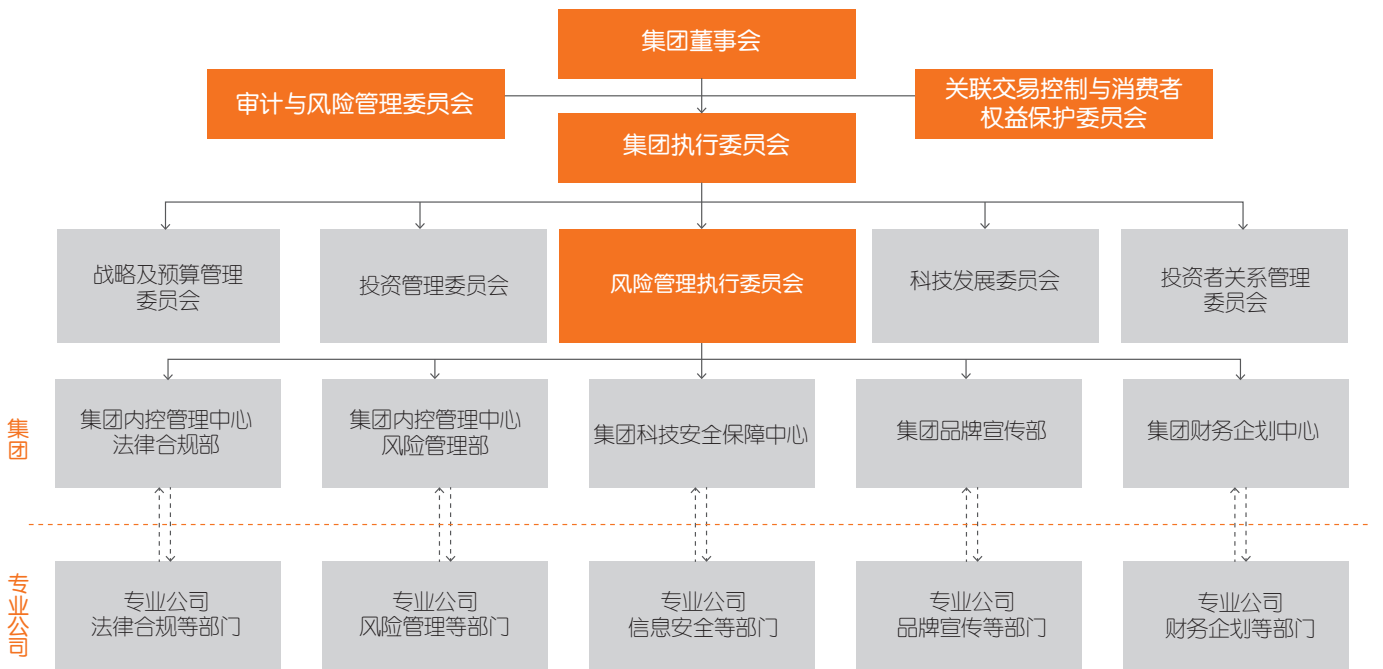 集团董事会
审计与风险管理委员会
关联交易控制与消费者
权益保护委员会
集团执行委员会
战略及预算管理
委员会
投资管理委员会
风险管理执行委员会
科技发展委员会
投资者关系管理
委员会
集团
集团内控管理中心
法律合规部
集团内控管理中心
风险管理部
集团科技安全保障中心
集团品牌宣传部
集团财务企划中心
专业公司
专业公司
法律合规等部门
专业公司
风险管理等部门
专业公司
信息安全等部门
专业公司
品牌宣传等部门
专业公司
财务企划等部门